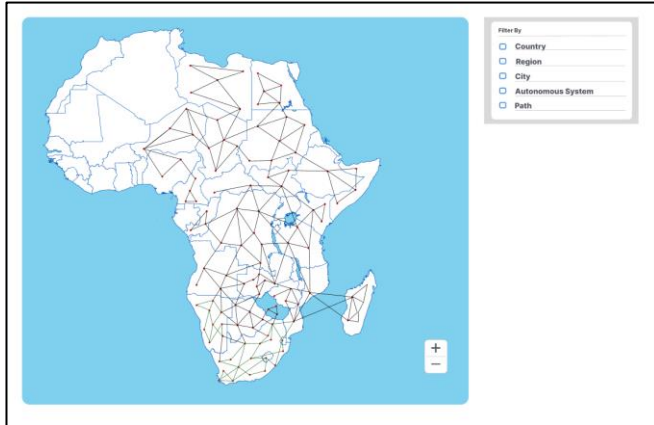 Filter By
Country
Region
City
Autonomous System
Path
+
−